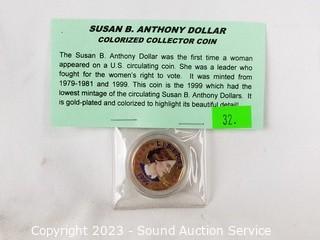 SUSAN B. ANTHONY DOLLAR
COLORIZED COLLECTOR COIN
The Susan B. Anthony Dollar was the first time a woman
appeared on a U.S. circulating coin. She was a leader who
fought for the women's right to vote. It was minted from
1979-1981 and 1999. This coin is the 1999 which had the
lowest mintage of the circulating Susan B. Anthony Dollars. It
is gold-plated and colorized to highlight its beautiful detail!
32.
Copyright 2023 - Sound Auction Service